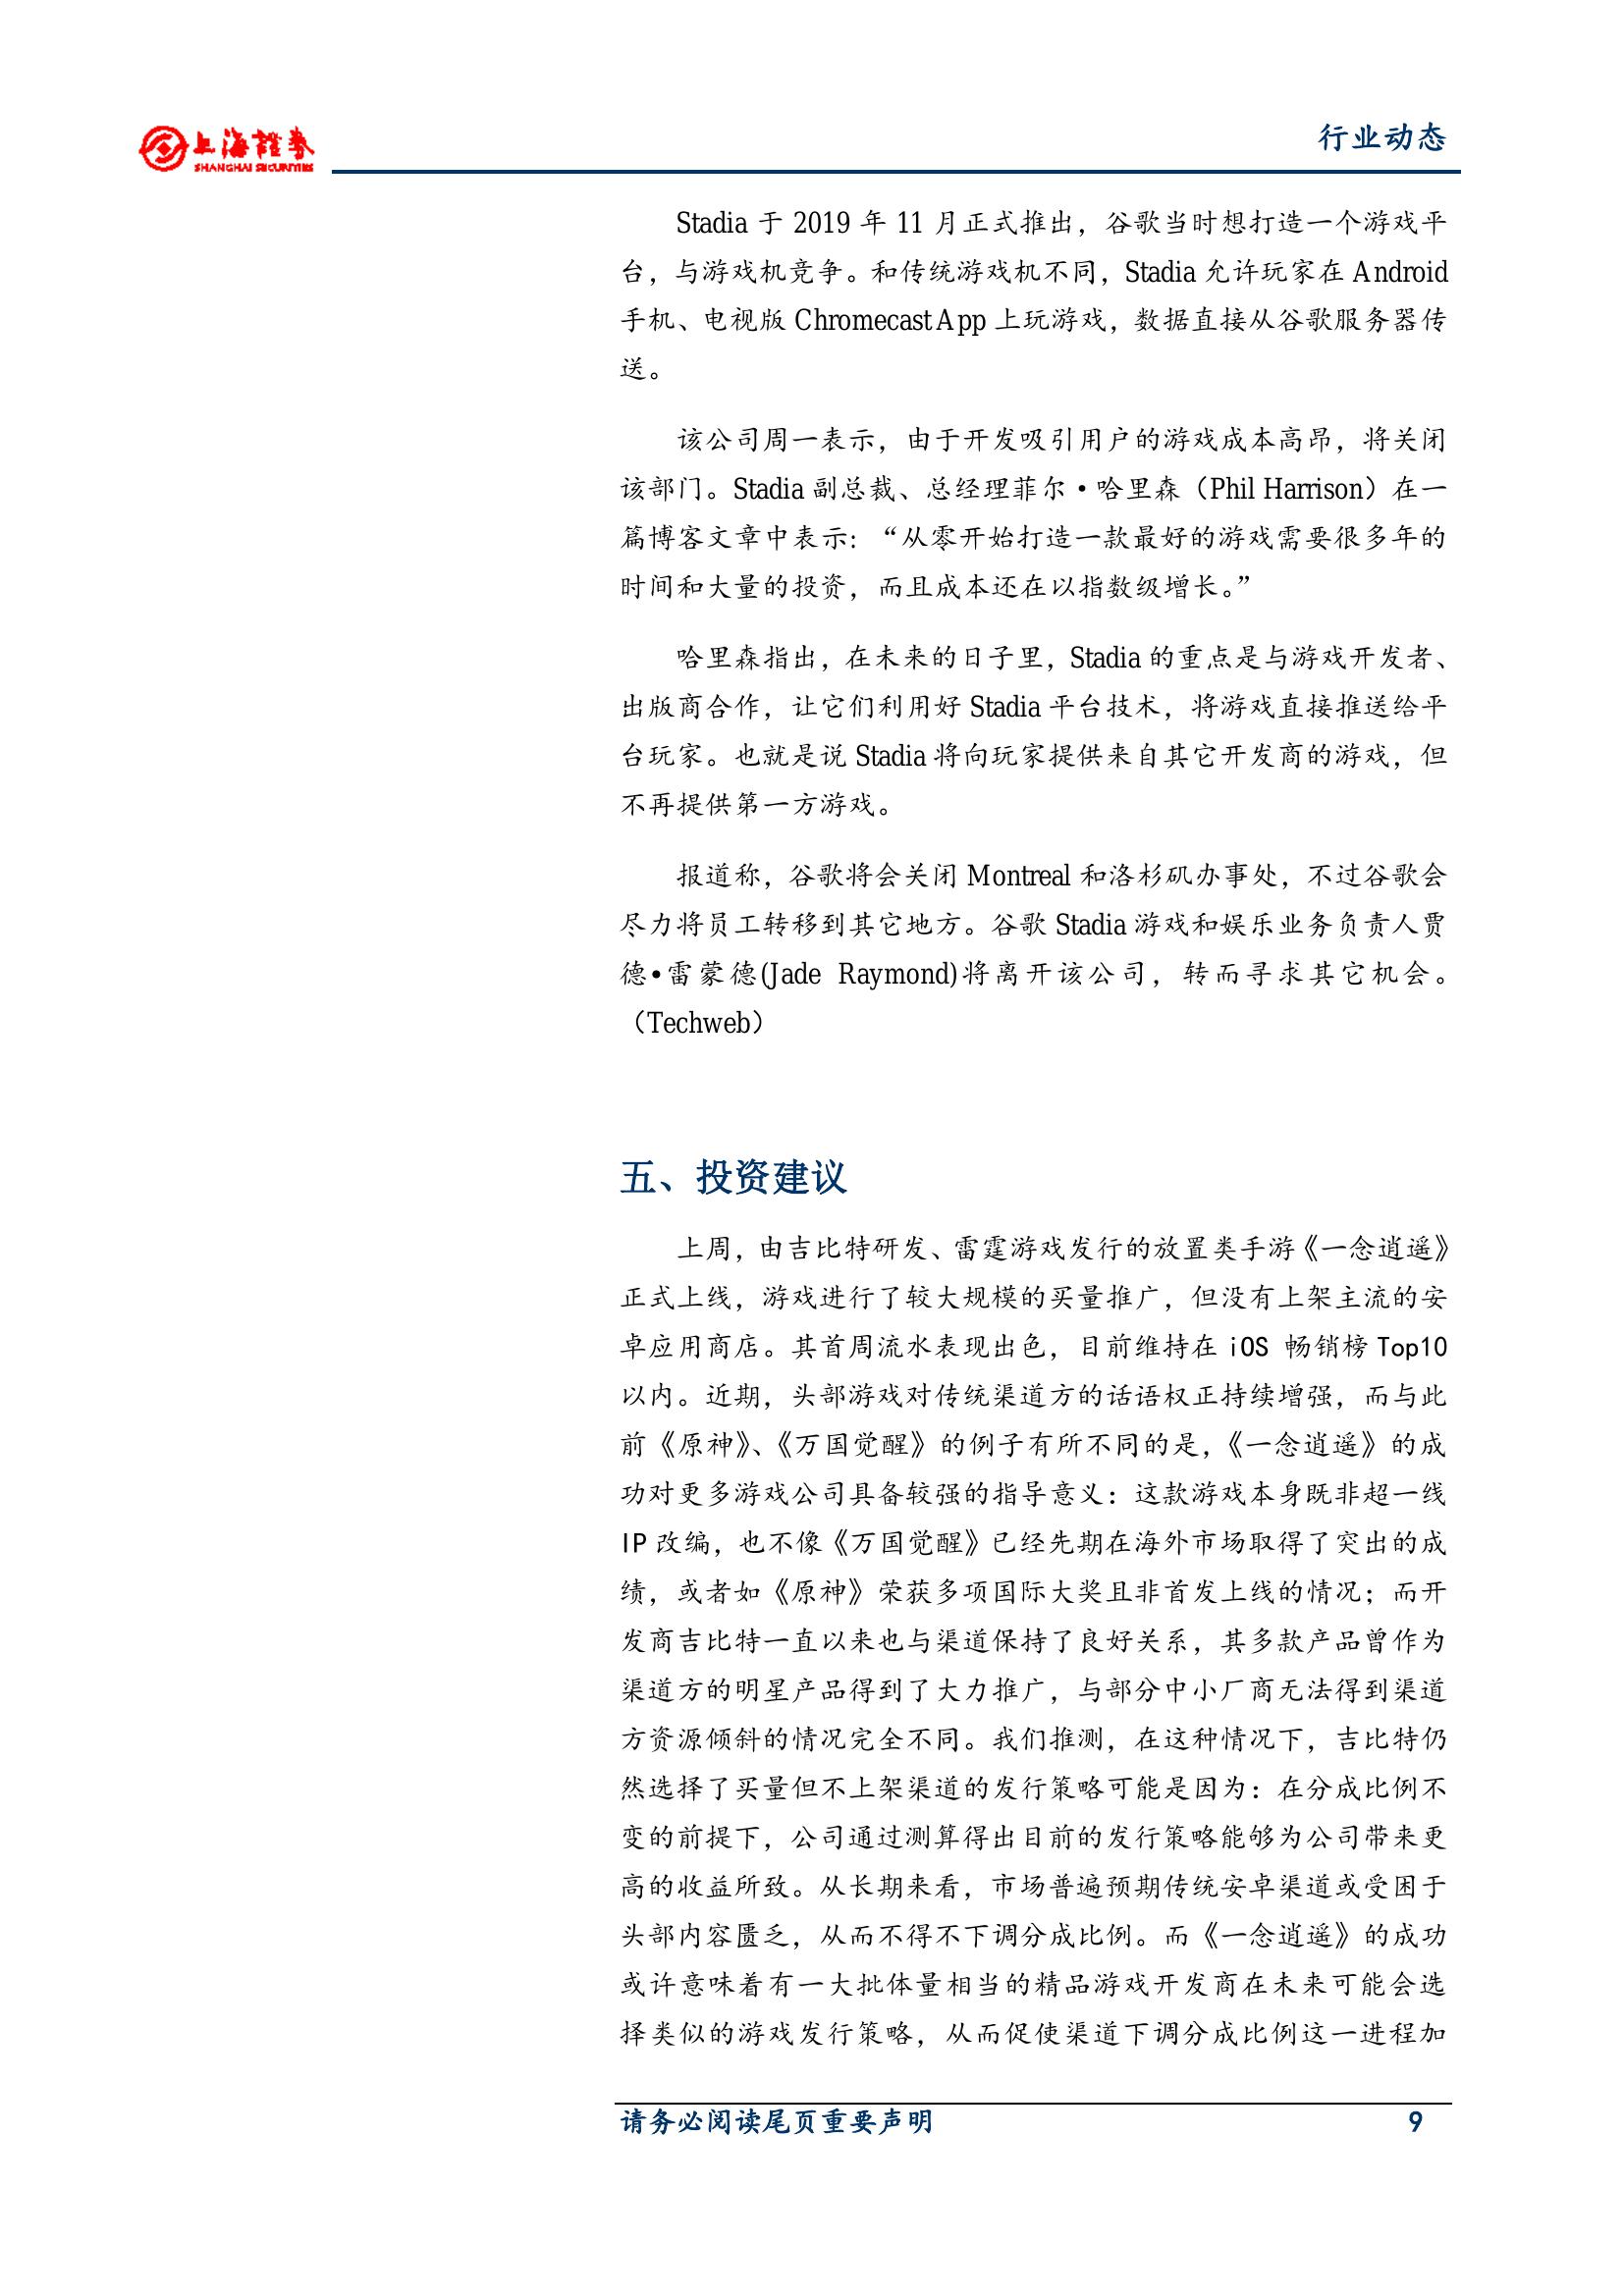 上海證券
SHANGHAI SECURITIES
行业动态
Stadia 于 2019 年 11 月正式推出，谷歌当时想打造一个游戏平
台，与游戏机竞争。和传统游戏机不同，Stadia 允许玩家在 Android
手机、电视版 Chromecast App 上玩游戏，数据直接从谷歌服务器传
送。
该公司周一表示，由于开发吸引用户的游戏成本高昂，将关闭
该部门。Stadia 副总裁、总经理菲尔·哈里森（Phil Harrison）在一
篇博客文章中表示：“从零开始打造一款最好的游戏需要很多年的
时间和大量的投资，而且成本还在以指数级增长。”
哈里森指出，在未来的日子里，Stadia 的重点是与游戏开发者、
出版商合作，让它们利用好 Stadia 平台技术，将游戏直接推送给平
台玩家。也就是说 Stadia 将向玩家提供来自其它开发商的游戏，但
不再提供第一方游戏。
报道称，谷歌将会关闭 Montreal 和洛杉矶办事处，不过谷歌会
尽力将员工转移到其它地方。谷歌 Stadia 游戏和娱乐业务负责人贾
德•雷蒙德(Jade Raymond)将离开该公司，转而寻求其它机会。
（Techweb）
五、投资建议
上周，由吉比特研发、雷霆游戏发行的放置类手游《一念逍遥》
正式上线，游戏进行了较大规模的买量推广，但没有上架主流的安
卓应用商店。其首周流水表现出色，目前维持在 iOS 畅销榜 Top10
以内。近期，头部游戏对传统渠道方的话语权正持续增强，而与此
前《原神》、《万国觉醒》的例子有所不同的是，《一念逍遥》的成
功对更多游戏公司具备较强的指导意义：这款游戏本身既非超一线
IP 改编，也不像《万国觉醒》已经先期在海外市场取得了突出的成
绩，或者如《原神》荣获多项国际大奖且非首发上线的情况；而开
发商吉比特一直以来也与渠道保持了良好关系，其多款产品曾作为
渠道方的明星产品得到了大力推广，与部分中小厂商无法得到渠道
方资源倾斜的情况完全不同。我们推测，在这种情况下，吉比特仍
然选择了买量但不上架渠道的发行策略可能是因为：在分成比例不
变的前提下，公司通过测算得出目前的发行策略能够为公司带来更
高的收益所致。从长期来看，市场普遍预期传统安卓渠道或受困于
头部内容匮乏，从而不得不下调分成比例。而《一念逍遥》的成功
或许意味着有一大批体量相当的精品游戏开发商在未来可能会选
择类似的游戏发行策略，从而促使渠道下调分成比例这一进程加
请务必阅读尾页重要声明 9